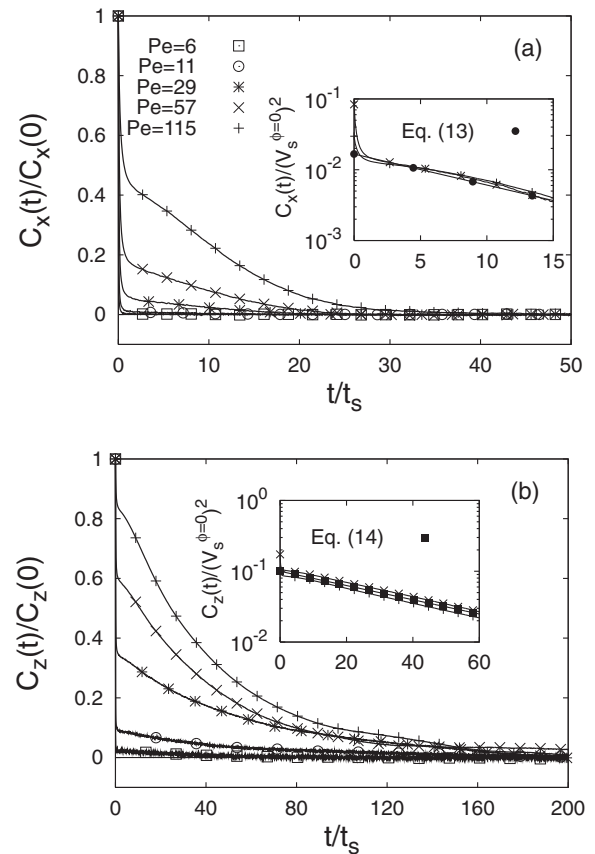 (a)
Pe=6
Pe=11
Pe=29
Pe=57
Pe=115
1
0.8
0.6
0.4
0.2
0
C_x(t)/C_x(0)
0 10 20 30 40 50
t/t_s
C_x(t)/(V_s^{ϕ=0})^2
10^{-1}
10^{-2}
10^{-3}
Eq. (13)
0 5 10 15
(b)
1
0.8
0.6
0.4
0.2
0
C_z(t)/C_z(0)
0 40 80 120 160 200
t/t_s
C_z(t)/(V_s^{ϕ=0})^2
10^0
10^{-1}
10^{-2}
Eq. (14)
0 20 40 60